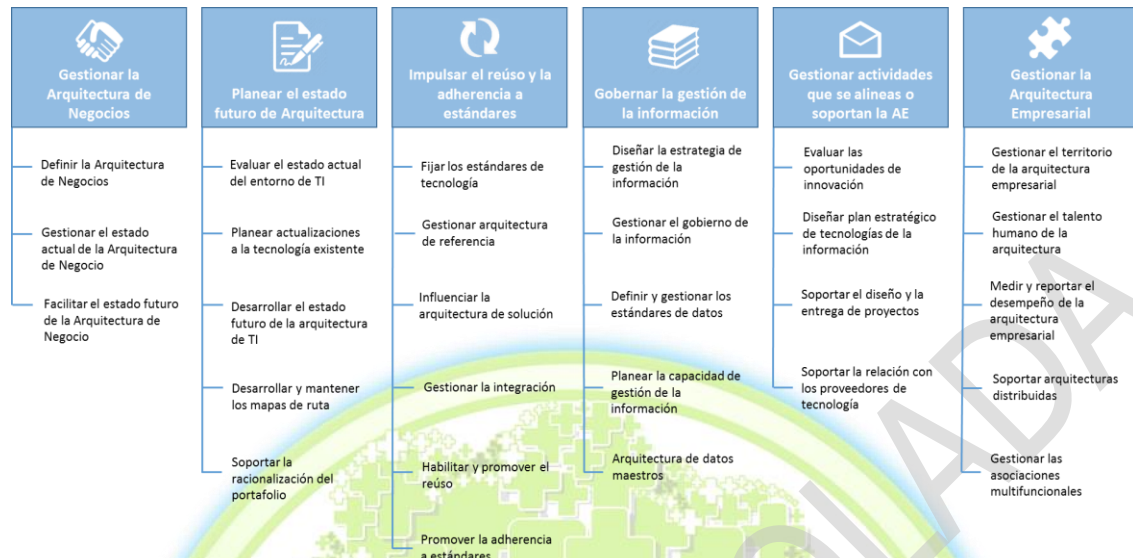 Gestionar la
Arquitectura de
Negocios
Definir la Arquitectura
de Negocios
Gestionar el estado
actual de la Arquitectura
de Negocio
Facilitar el estado futuro
de la Arquitectura de
Negocio
Planear el estado
futuro de Arquitectura
Evaluar el estado actual
del entorno de TI
Planear actualizaciones
a la tecnología existente
Desarrollar el estado
futuro de la arquitectura
de TI
Desarrollar y mantener
los mapas de ruta
Soportar la
racionalización del
portafolio
Impulsar el reúso y la
adherencia a
estándares
Fijar los estándares de
tecnología
Gestionar arquitectura
de referencia
Influenciar la
arquitectura de solución
Gestionar la integración
Habilitar y promover el
reúso
Promover la adherencia
a estándares
Gobernar la gestión de
la información
Diseñar la estrategia de
gestión de la
información
Gestionar el gobierno de
la información
Definir y gestionar los
estándares de datos
Planear la capacidad de
gestión de la
información
Arquitectura de datos
maestros
Gestionar actividades
que se alineas o
soportan la AE
Evaluar las
oportunidades de
innovación
Diseñar plan estratégico
de tecnologías de la
información
Soportar el diseño y la
entrega de proyectos
Soportar la relación con
los proveedores de
tecnología
Gestionar la
Arquitectura
Empresarial
Gestionar el territorio
de la arquitectura
empresarial
Gestionar el talento
humano de la
arquitectura
Medir y reportar el
desempeño de la
arquitectura
empresarial
Soportar arquitecturas
distribuidas
Gestionar las
asociaciones
multifuncionales